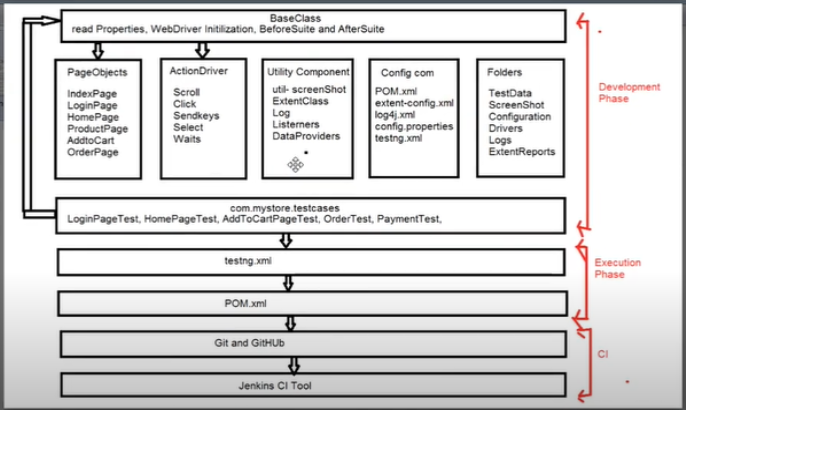 BaseClass
read Properties, WebDriver Initilization, BeforeSuite and AfterSuite
PageObjects
IndexPage
LoginPage
HomePage
ProductPage
AddtoCart
OrderPage
ActionDriver
Scroll
Click
Sendkeys
Select
Waits
Utility Component
util- screenShot
ExtentClass
Log
Listerners
DataProviders
Config com
POM.xml
extent-config.xml
log4j.xml
config.properties
testng.xml
Folders
TestData
ScreenShot
Configuration
Drivers
Logs
ExtentReports
Development
Phase
com.mystore.testcases
LoginPageTest, HomePageTest, AddToCartPageTest, OrderTest, PaymentTest,
testng.xml
Execution
Phase
POM.xml
Git and GitHUb
CI
Jenkins CI Tool